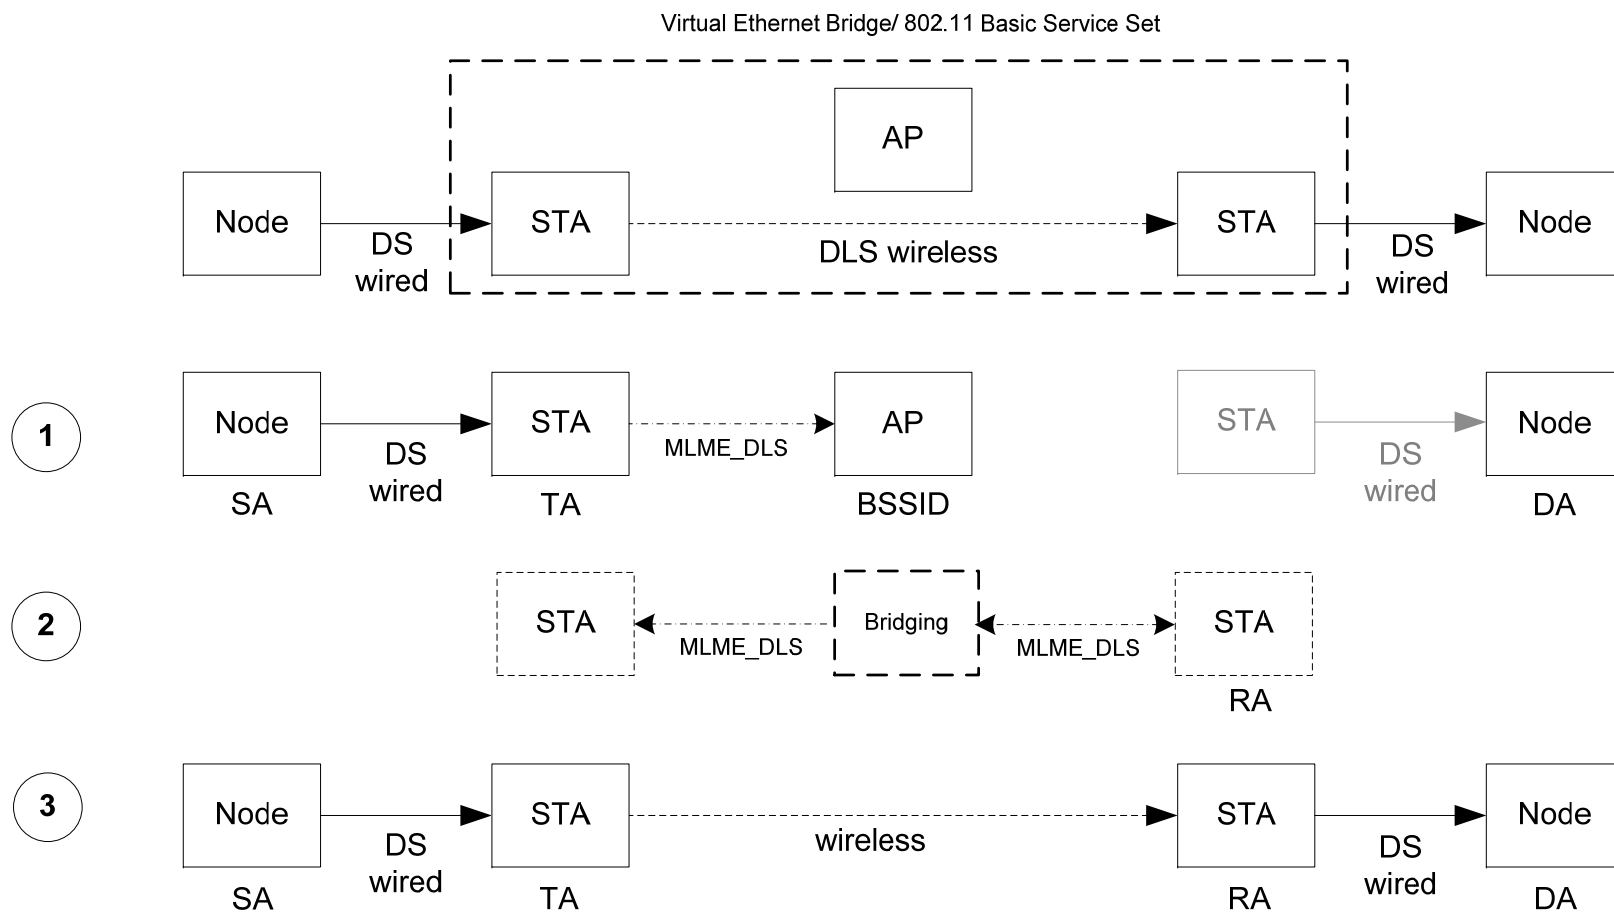 Virtual Ethernet Bridge/ 802.11 Basic Service Set
AP
Node
STA
STA
Node
DS
wired
DLS wireless
DS
wired
1
Node
STA
AP
STA
Node
DS
wired
MLME_DLS
DS
wired
SA
TA
BSSID
DA
2
STA
Bridging
STA
MLME_DLS
MLME_DLS
RA
3
Node
STA
STA
Node
DS
wired
wireless
DS
wired
SA
TA
RA
DA